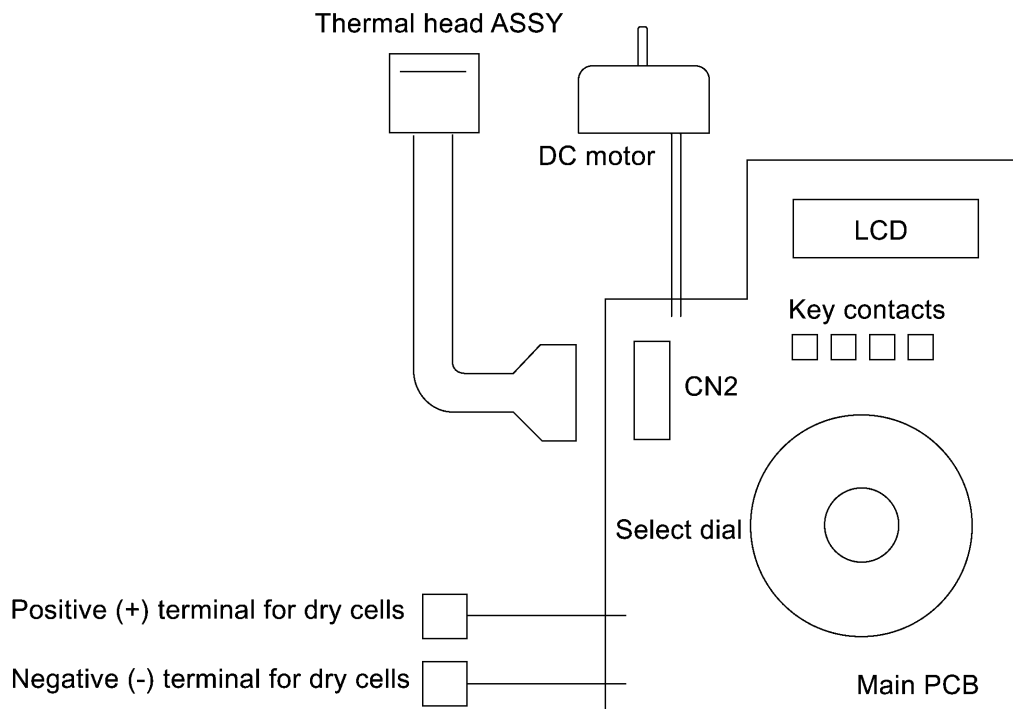 Thermal head ASSY
DC motor
LCD
Key contacts
CN2
Select dial
Positive (+) terminal for dry cells
Negative (-) terminal for dry cells
Main PCB